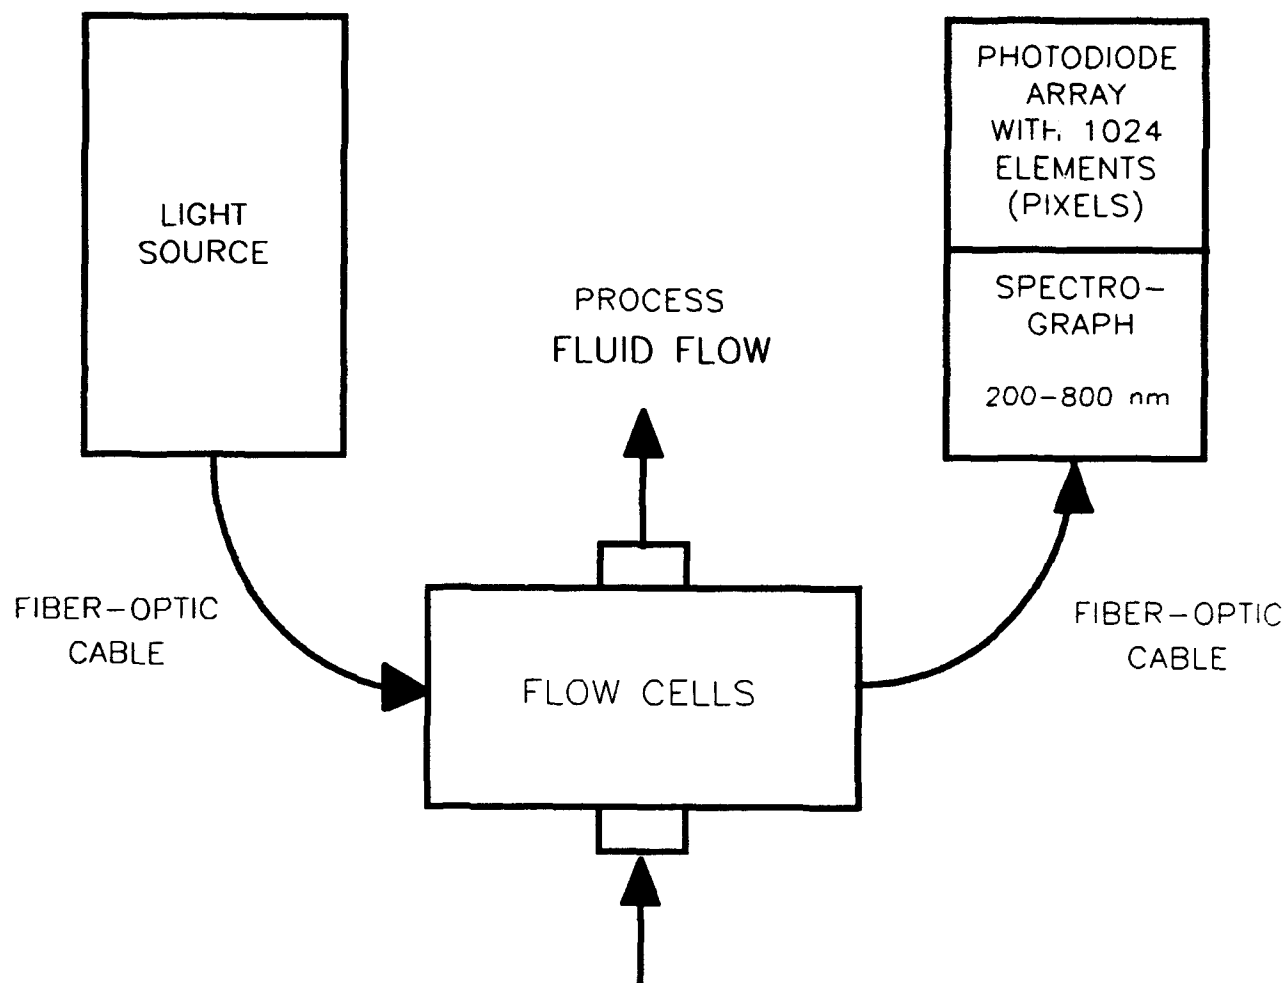 LIGHT
SOURCE
PHOTODIODE
ARRAY
WITH 1024
ELEMENTS
(PIXELS)
SPECTRO-
GRAPH
200-800 nm
PROCESS
FLUID FLOW
FIBER-OPTIC
CABLE
FLOW CELLS
FIBER-OPTIC
CABLE